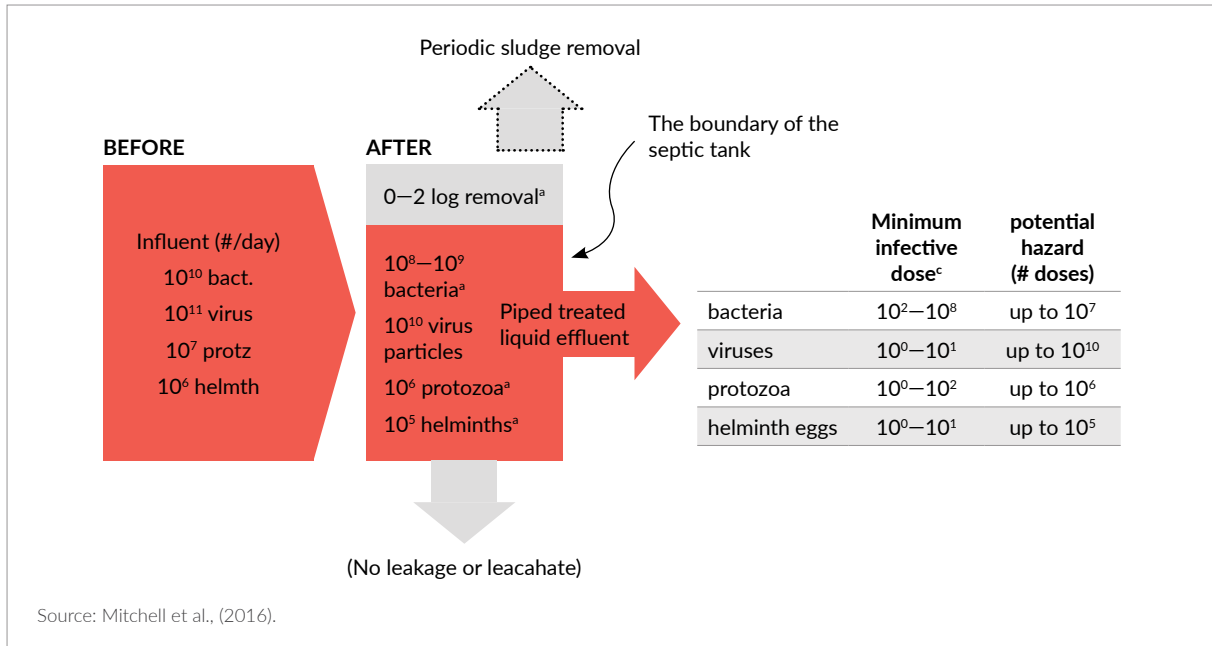 Periodic sludge removal
The boundary of the
septic tank
BEFORE
AFTER
Influent (#/day)
10¹⁰ bact.
10¹¹ virus
10⁷ protz
10⁶ helmth
0–2 log removalᵃ
10⁸–10⁹
bacteriaᵃ
10¹⁰ virus
particles
10⁶ protozoaᵃ
10⁵ helminthsᵃ
Piped treated
liquid effluent
(No leakage or leacahate)
Minimum
infective
doseᶜ
potential
hazard
(# doses)
bacteria 10²–10⁸ up to 10⁷
viruses 10⁰–10¹ up to 10¹⁰
protozoa 10⁰–10² up to 10⁶
helminth eggs 10⁰–10¹ up to 10⁵
Source: Mitchell et al., (2016).